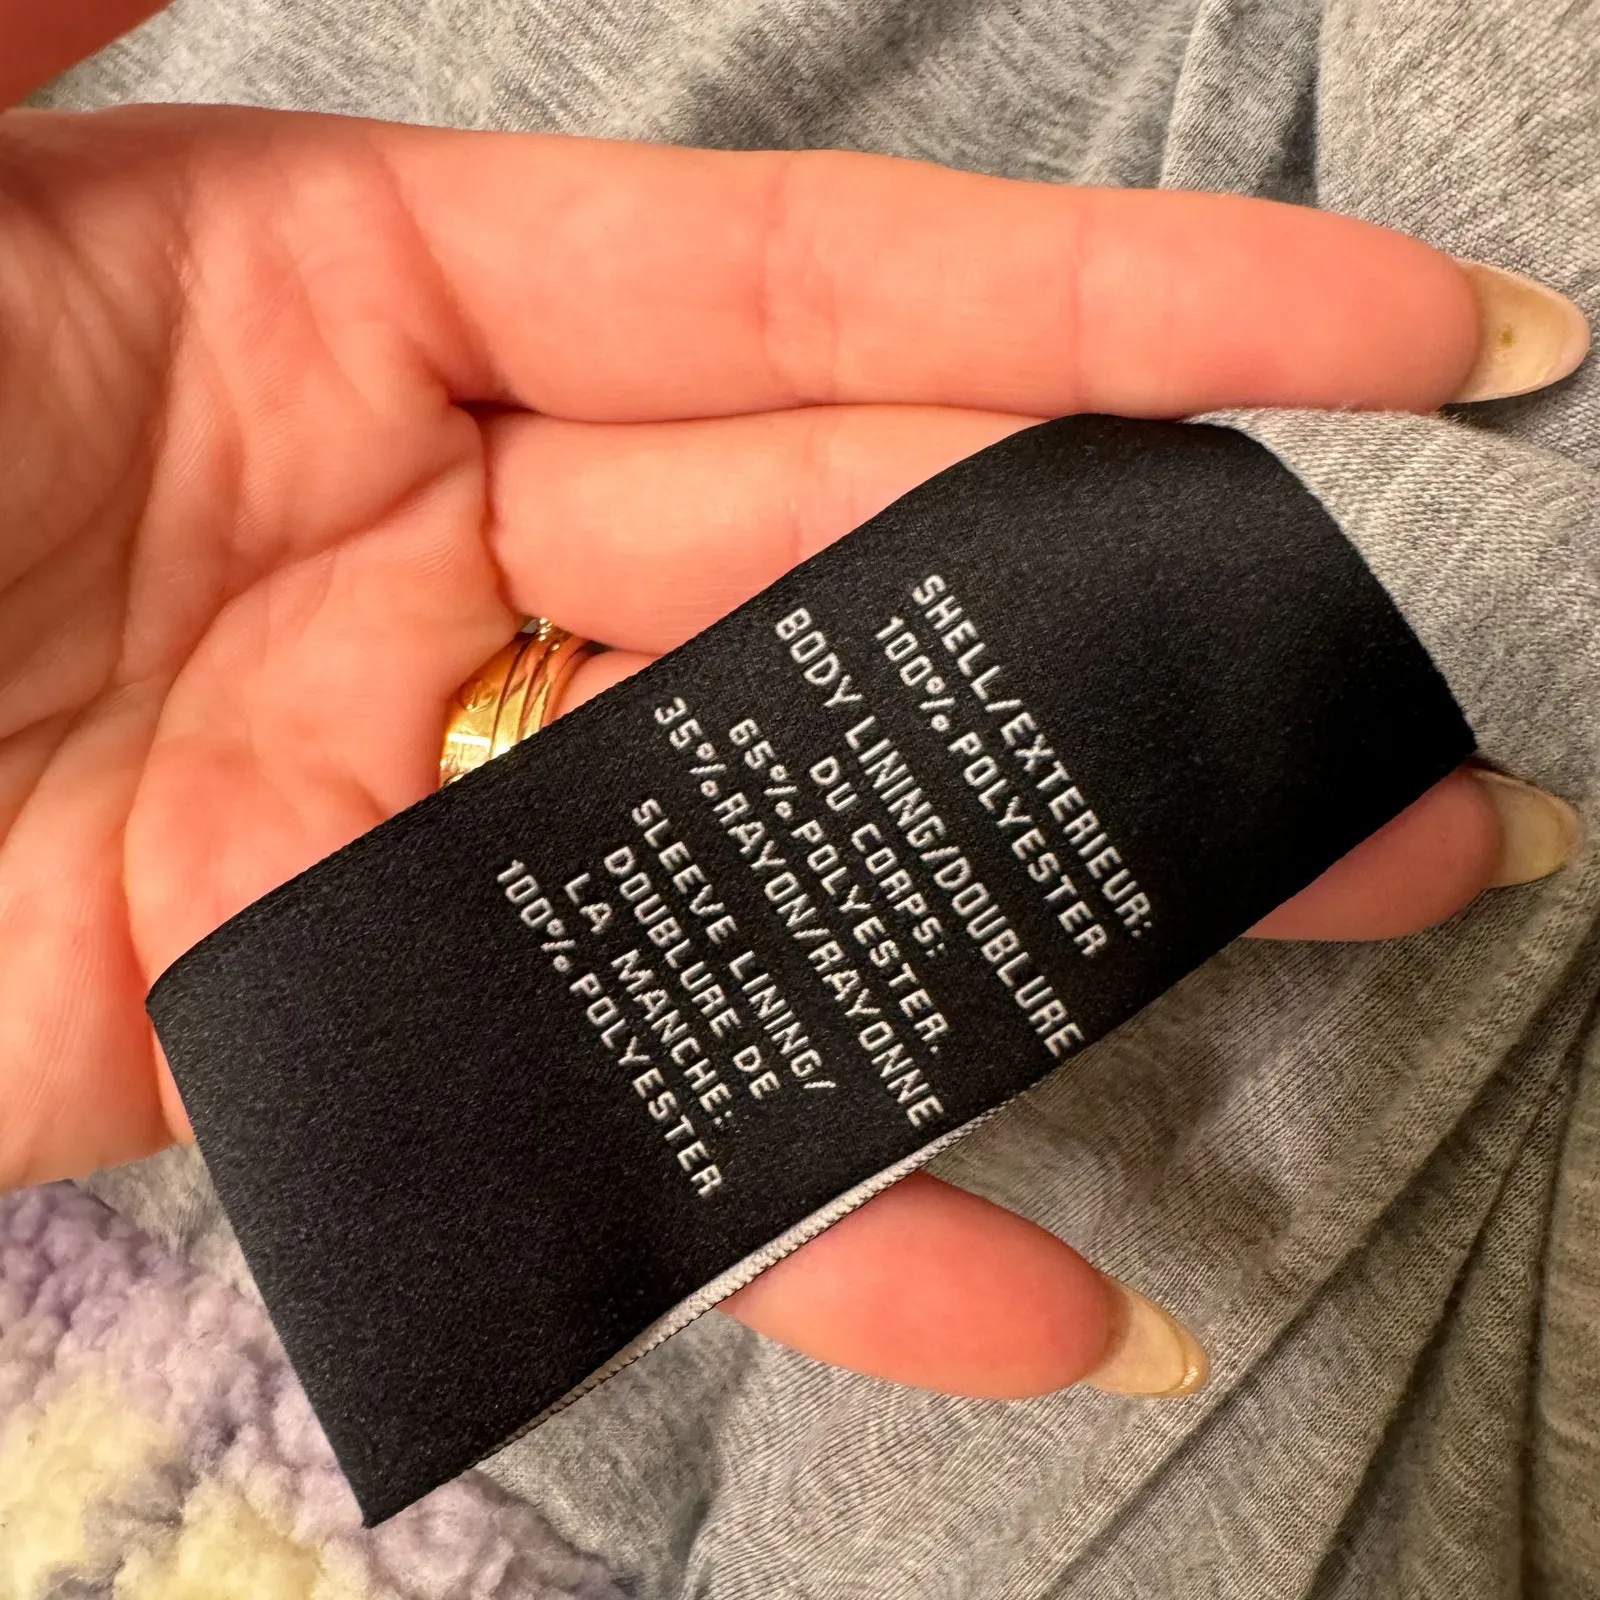 SHELL/EXTERIEUR:
100% POLYESTER
BODY LINING/DOUBLURE
DU CORPS:
65% POLYESTER.
35% RAYON/RAYONNE
SLEEVE LINING/
DOUBLURE DE
LA MANCHE:
100% POLYESTER